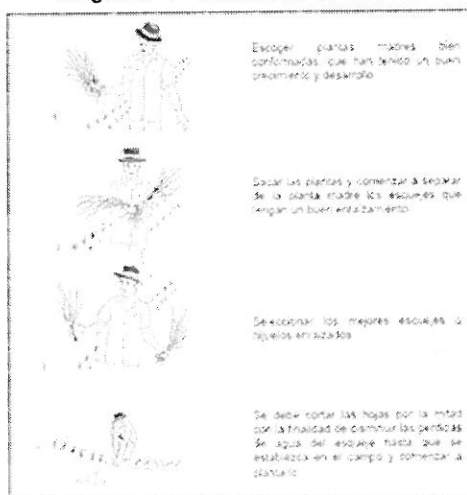 Escoger plantas madres bien
conformadas, que han tenido un buen
crecimiento y desarrollo
Sacar las plantas y comenzar a separar
de la planta madre los esquejes que
tengan un buen enraizamiento
Seleccionar los mejores esquejes o
hijuelos enraizados
Se debe cortar las hojas por la mitad
con la finalidad de disminuir las perdidas
de agua del esqueje hasta que se
establezca en el campo y comenzar a
plantarlo